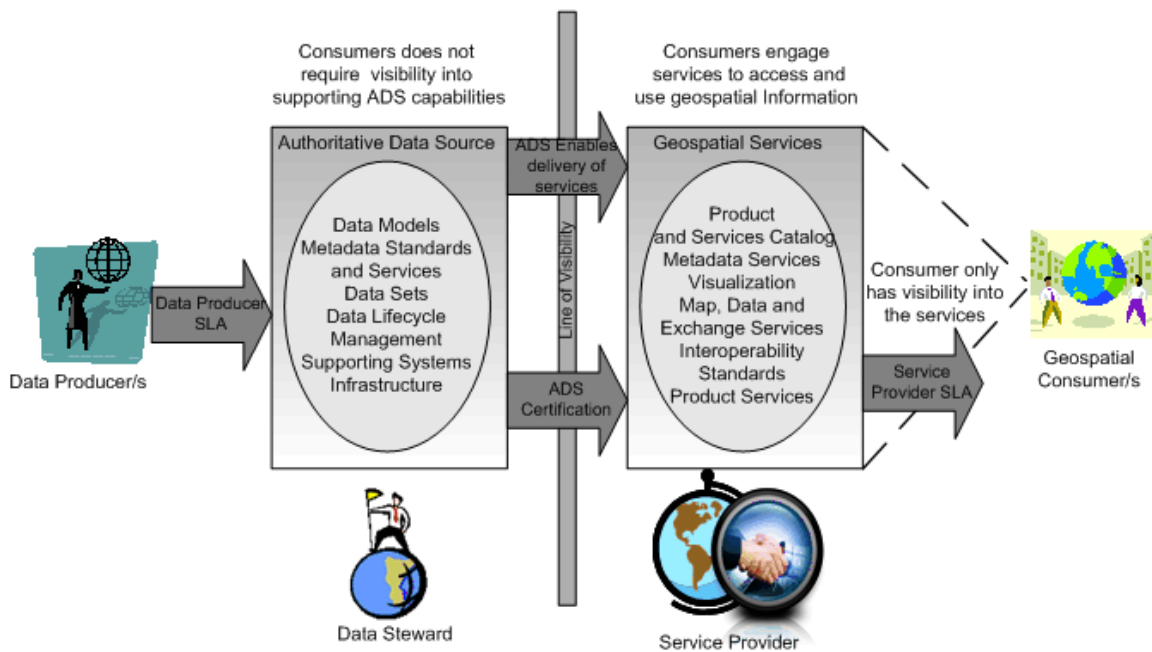 Consumers does not
require visibility into
supporting ADS capabilities
Consumers engage
services to access and
use geospatial Information
Authoritative Data Source
ADS Enables
delivery of
services
Geospatial Services
Data Models
Metadata Standards
and Services
Data Sets
Data Lifecycle
Management
Supporting Systems
Infrastructure
Line of Visibility
Product
and Services Catalog
Metadata Services
Visualization
Map, Data and
Exchange Services
Interoperability
Standards
Product Services
Consumer only
has visibility into
the services
Data Producer
SLA
Data Producer/s
ADS
Certification
Service
Provider SLA
Geospatial
Consumer/s
Data Steward
Service Provider